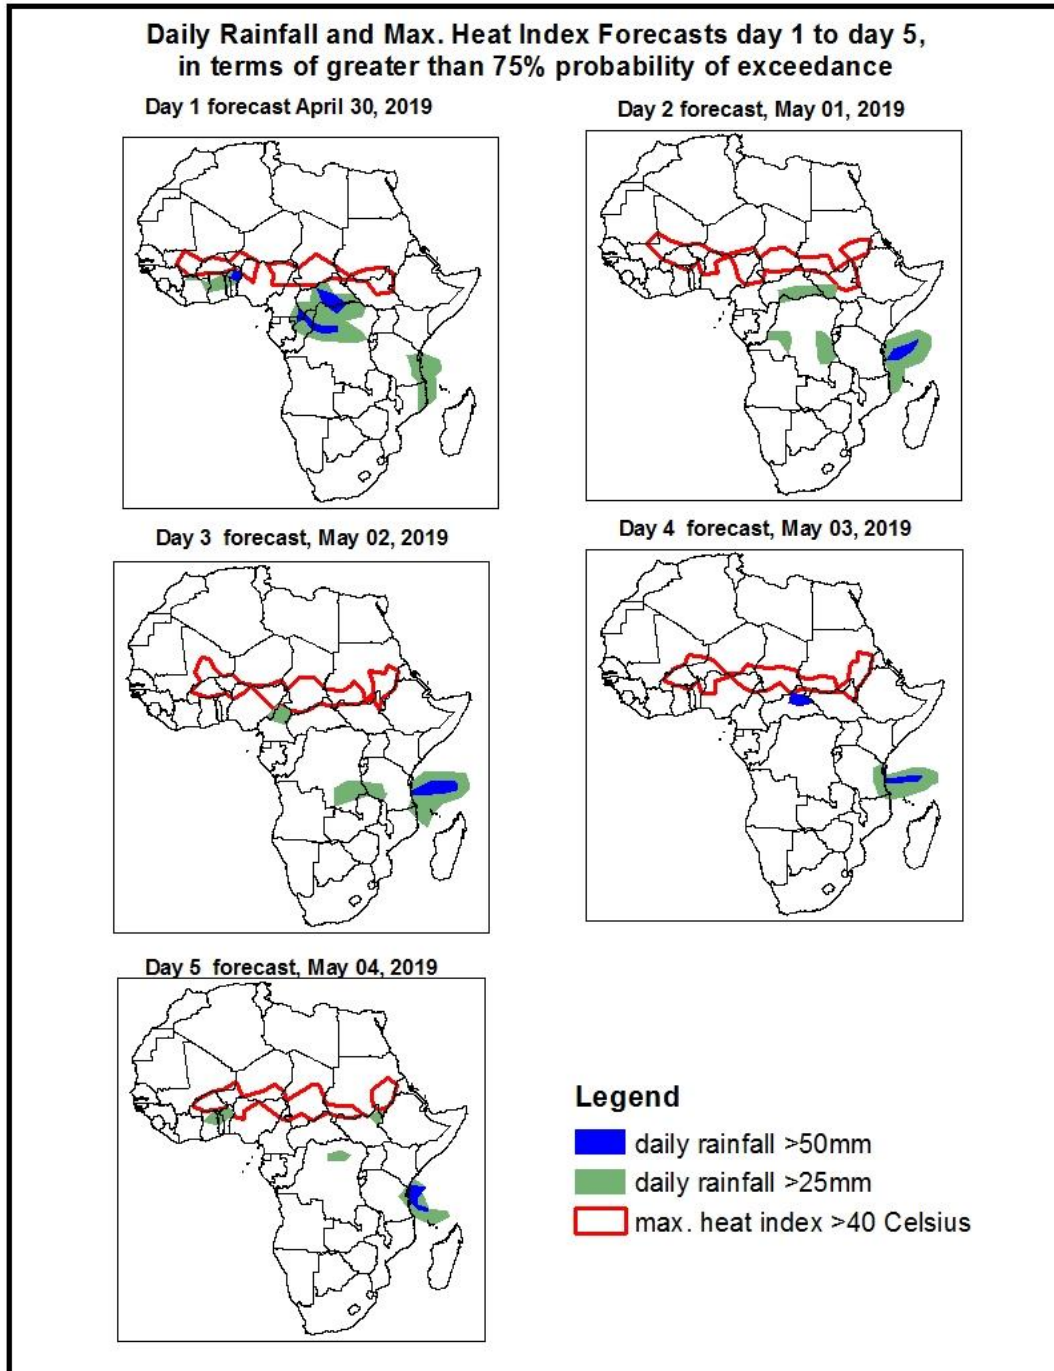 Daily Rainfall and Max. Heat Index Forecasts day 1 to day 5,
in terms of greater than 75% probability of exceedance
Day 1 forecast April 30, 2019
Day 2 forecast, May 01, 2019
Day 3 forecast, May 02, 2019
Day 4 forecast, May 03, 2019
Day 5 forecast, May 04, 2019
Legend
daily rainfall >50mm
daily rainfall >25mm
max. heat index >40 Celsius